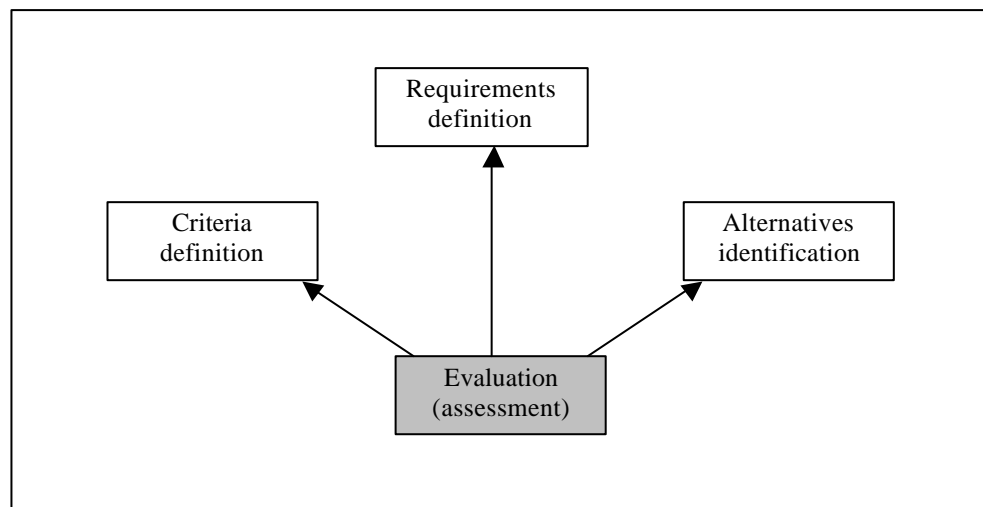 Requirements
definition
Criteria
definition
Alternatives
identification
Evaluation
(assessment)